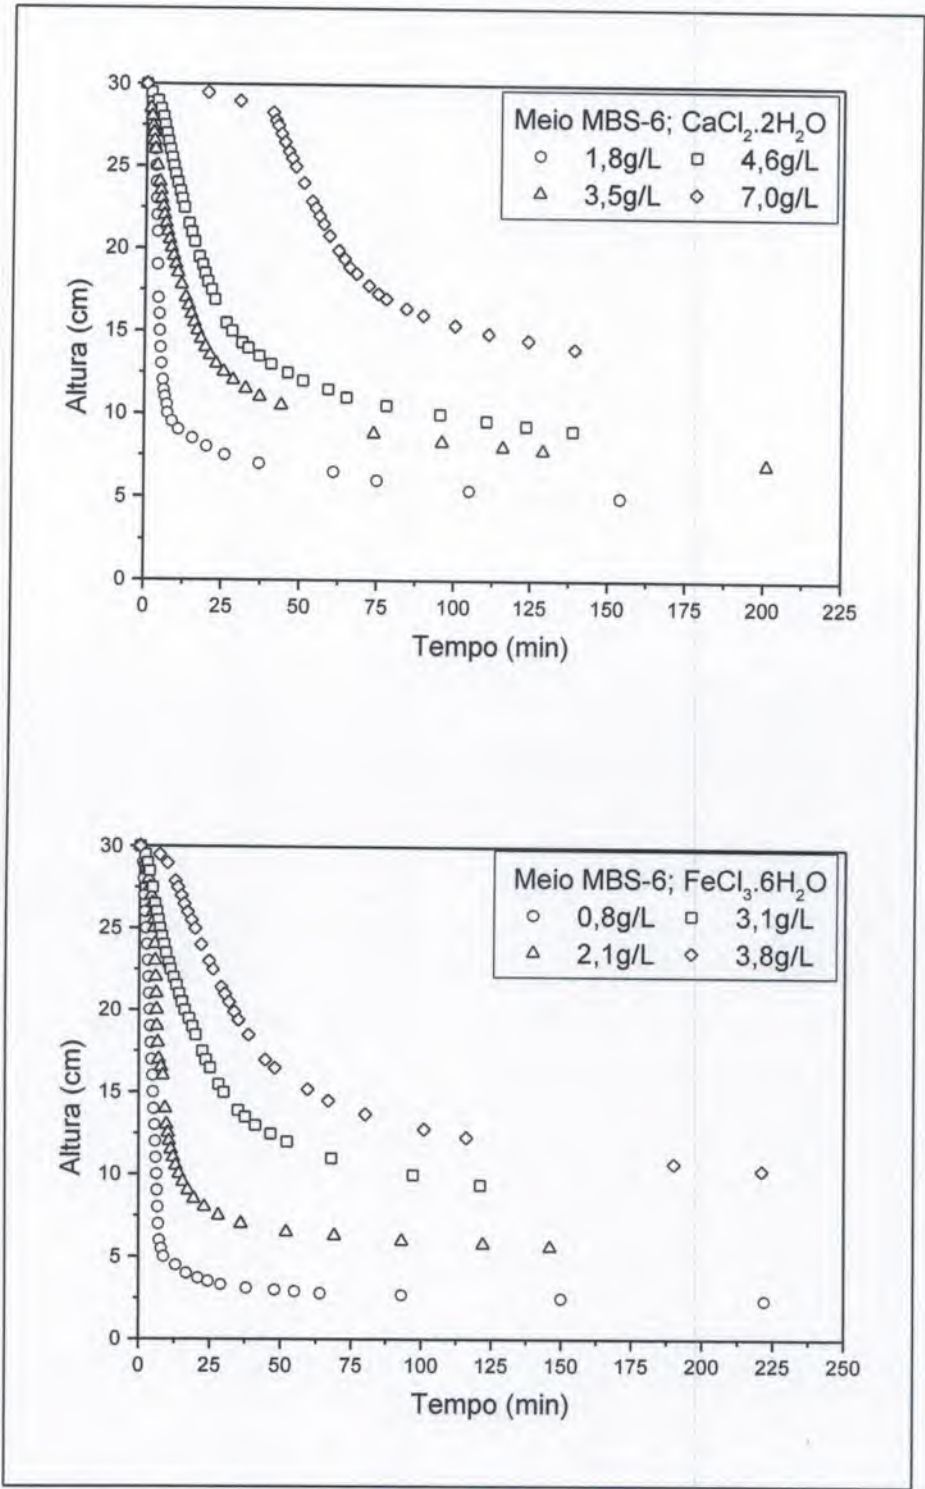 Meio MBS-6; CaCl₂.2H₂O
○ 1,8g/L □ 4,6g/L
△ 3,5g/L ◇ 7,0g/L
30
25
20
15
10
5
0
Altura (cm)
0 25 50 75 100 125 150 175 200 225
Tempo (min)
Meio MBS-6; FeCl₃.6H₂O
○ 0,8g/L □ 3,1g/L
△ 2,1g/L ◇ 3,8g/L
30
25
20
15
10
5
0
Altura (cm)
0 25 50 75 100 125 150 175 200 225 250
Tempo (min)